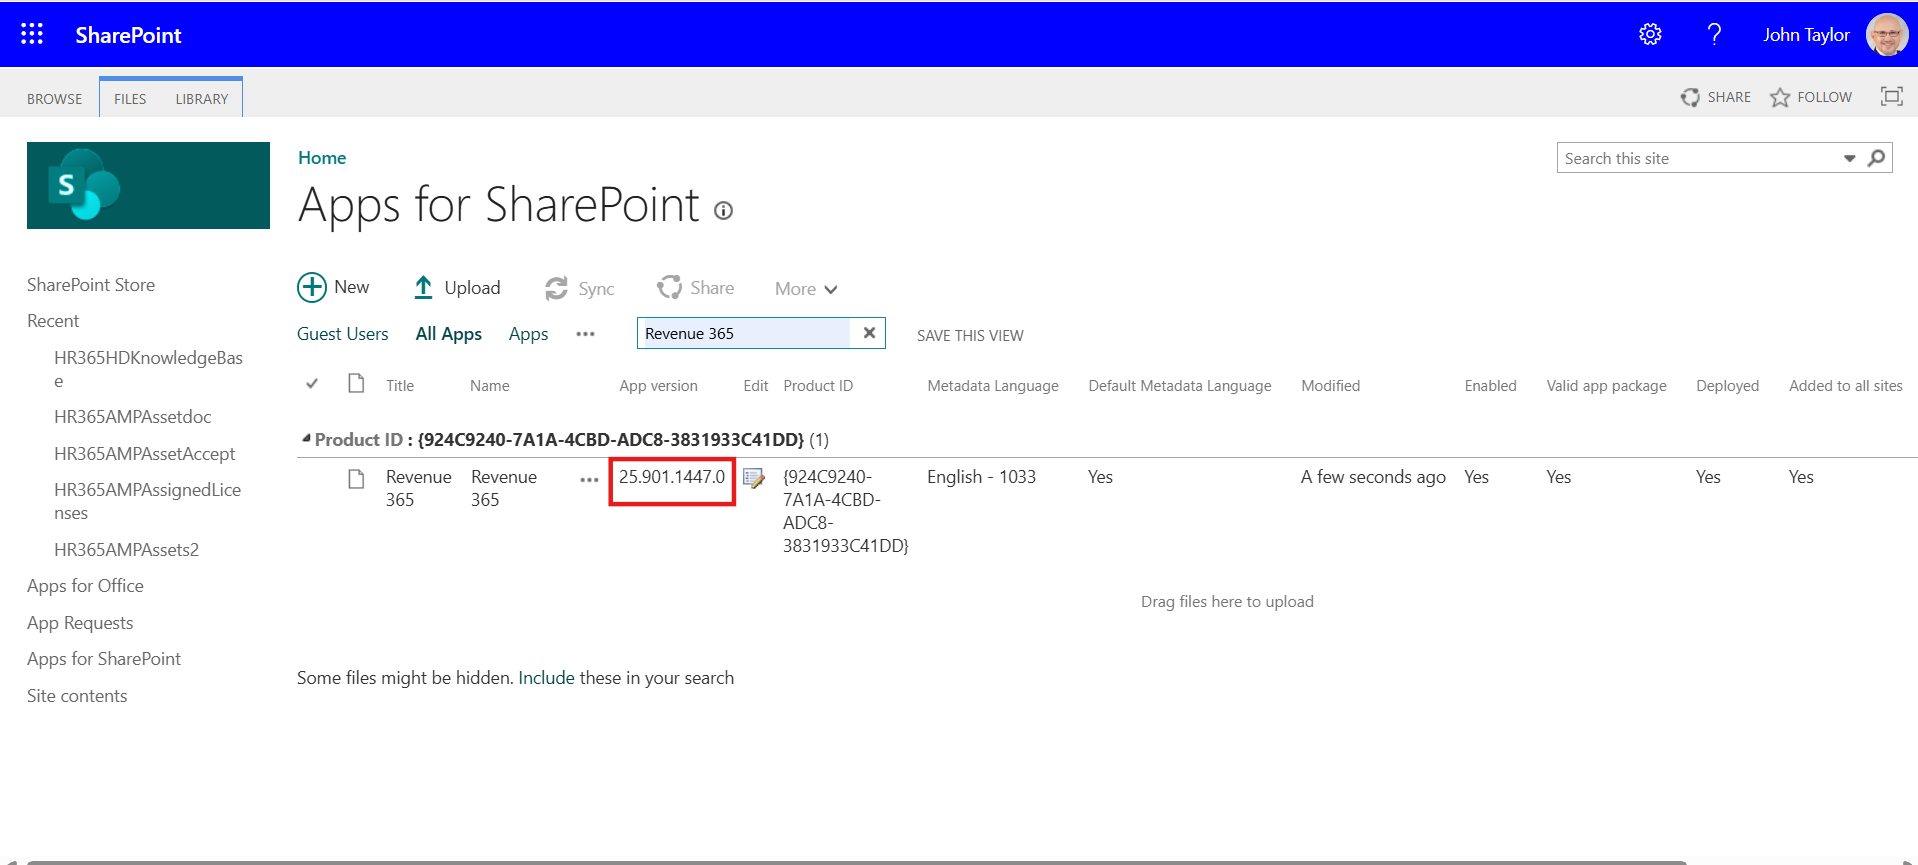 SharePoint
John Taylor
BROWSE FILES LIBRARY
SHARE FOLLOW
S
Home
Apps for SharePoint
Search this site
SharePoint Store
Recent
HR365HDKnowledgeBas
e
HR365AMPAssetdoc
HR365AMPAssetAccept
HR365AMPAssignedLice
nses
HR365AMPAssets2
Apps for Office
App Requests
Apps for SharePoint
Site contents
New Upload Sync Share More
Guest Users All Apps Apps ••• Revenue 365 SAVE THIS VIEW
Title Name App version Edit Product ID Metadata Language Default Metadata Language Modified Enabled Valid app package Deployed Added to all sites
Product ID : {924C9240-7A1A-4CBD-ADC8-3831933C41DD} (1)
Revenue Revenue ••• 25.901.1447.0 {924C9240- English - 1033 Yes A few seconds ago Yes Yes Yes Yes
365 365 7A1A-4CBD-
ADC8-
3831933C41DD}
Drag files here to upload
Some files might be hidden. Include these in your search